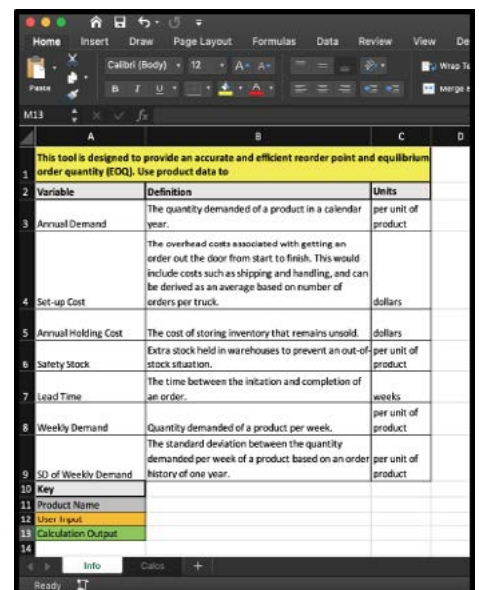 Home Insert Draw Page Layout Formulas Data Review View De
Paste Calibri (Body) 12 A A Wrap Te
B I U A Merge &
M13 fx
A B C D
1 This tool is designed to provide an accurate and efficient reorder point and equilibrium
order quantity (EOQ). Use product data to
2 Variable Definition Units
The quantity demanded of a product in a calendar per unit of
3 Annual Demand year. product
The overhead costs associated with getting an
order out the door from start to finish. This would
include costs such as shipping and handling, and can
be derived as an average based on number of
4 Set-up Cost orders per truck. dollars
5 Annual Holding Cost The cost of storing inventory that remains unsold. dollars
Extra stock held in warehouses to prevent an out-of- per unit of
6 Safety Stock stock situation. product
The time between the initation and completion of
7 Lead Time an order. weeks
per unit of
8 Weekly Demand Quantity demanded of a product per week. product
The standard deviation between the quantity
demanded per week of a product based on an order per unit of
9 SD of Weekly Demand history of one year. product
10 Key
11 Product Name
12 User Input
13 Calculation Output
14
Info Calcs +
Ready